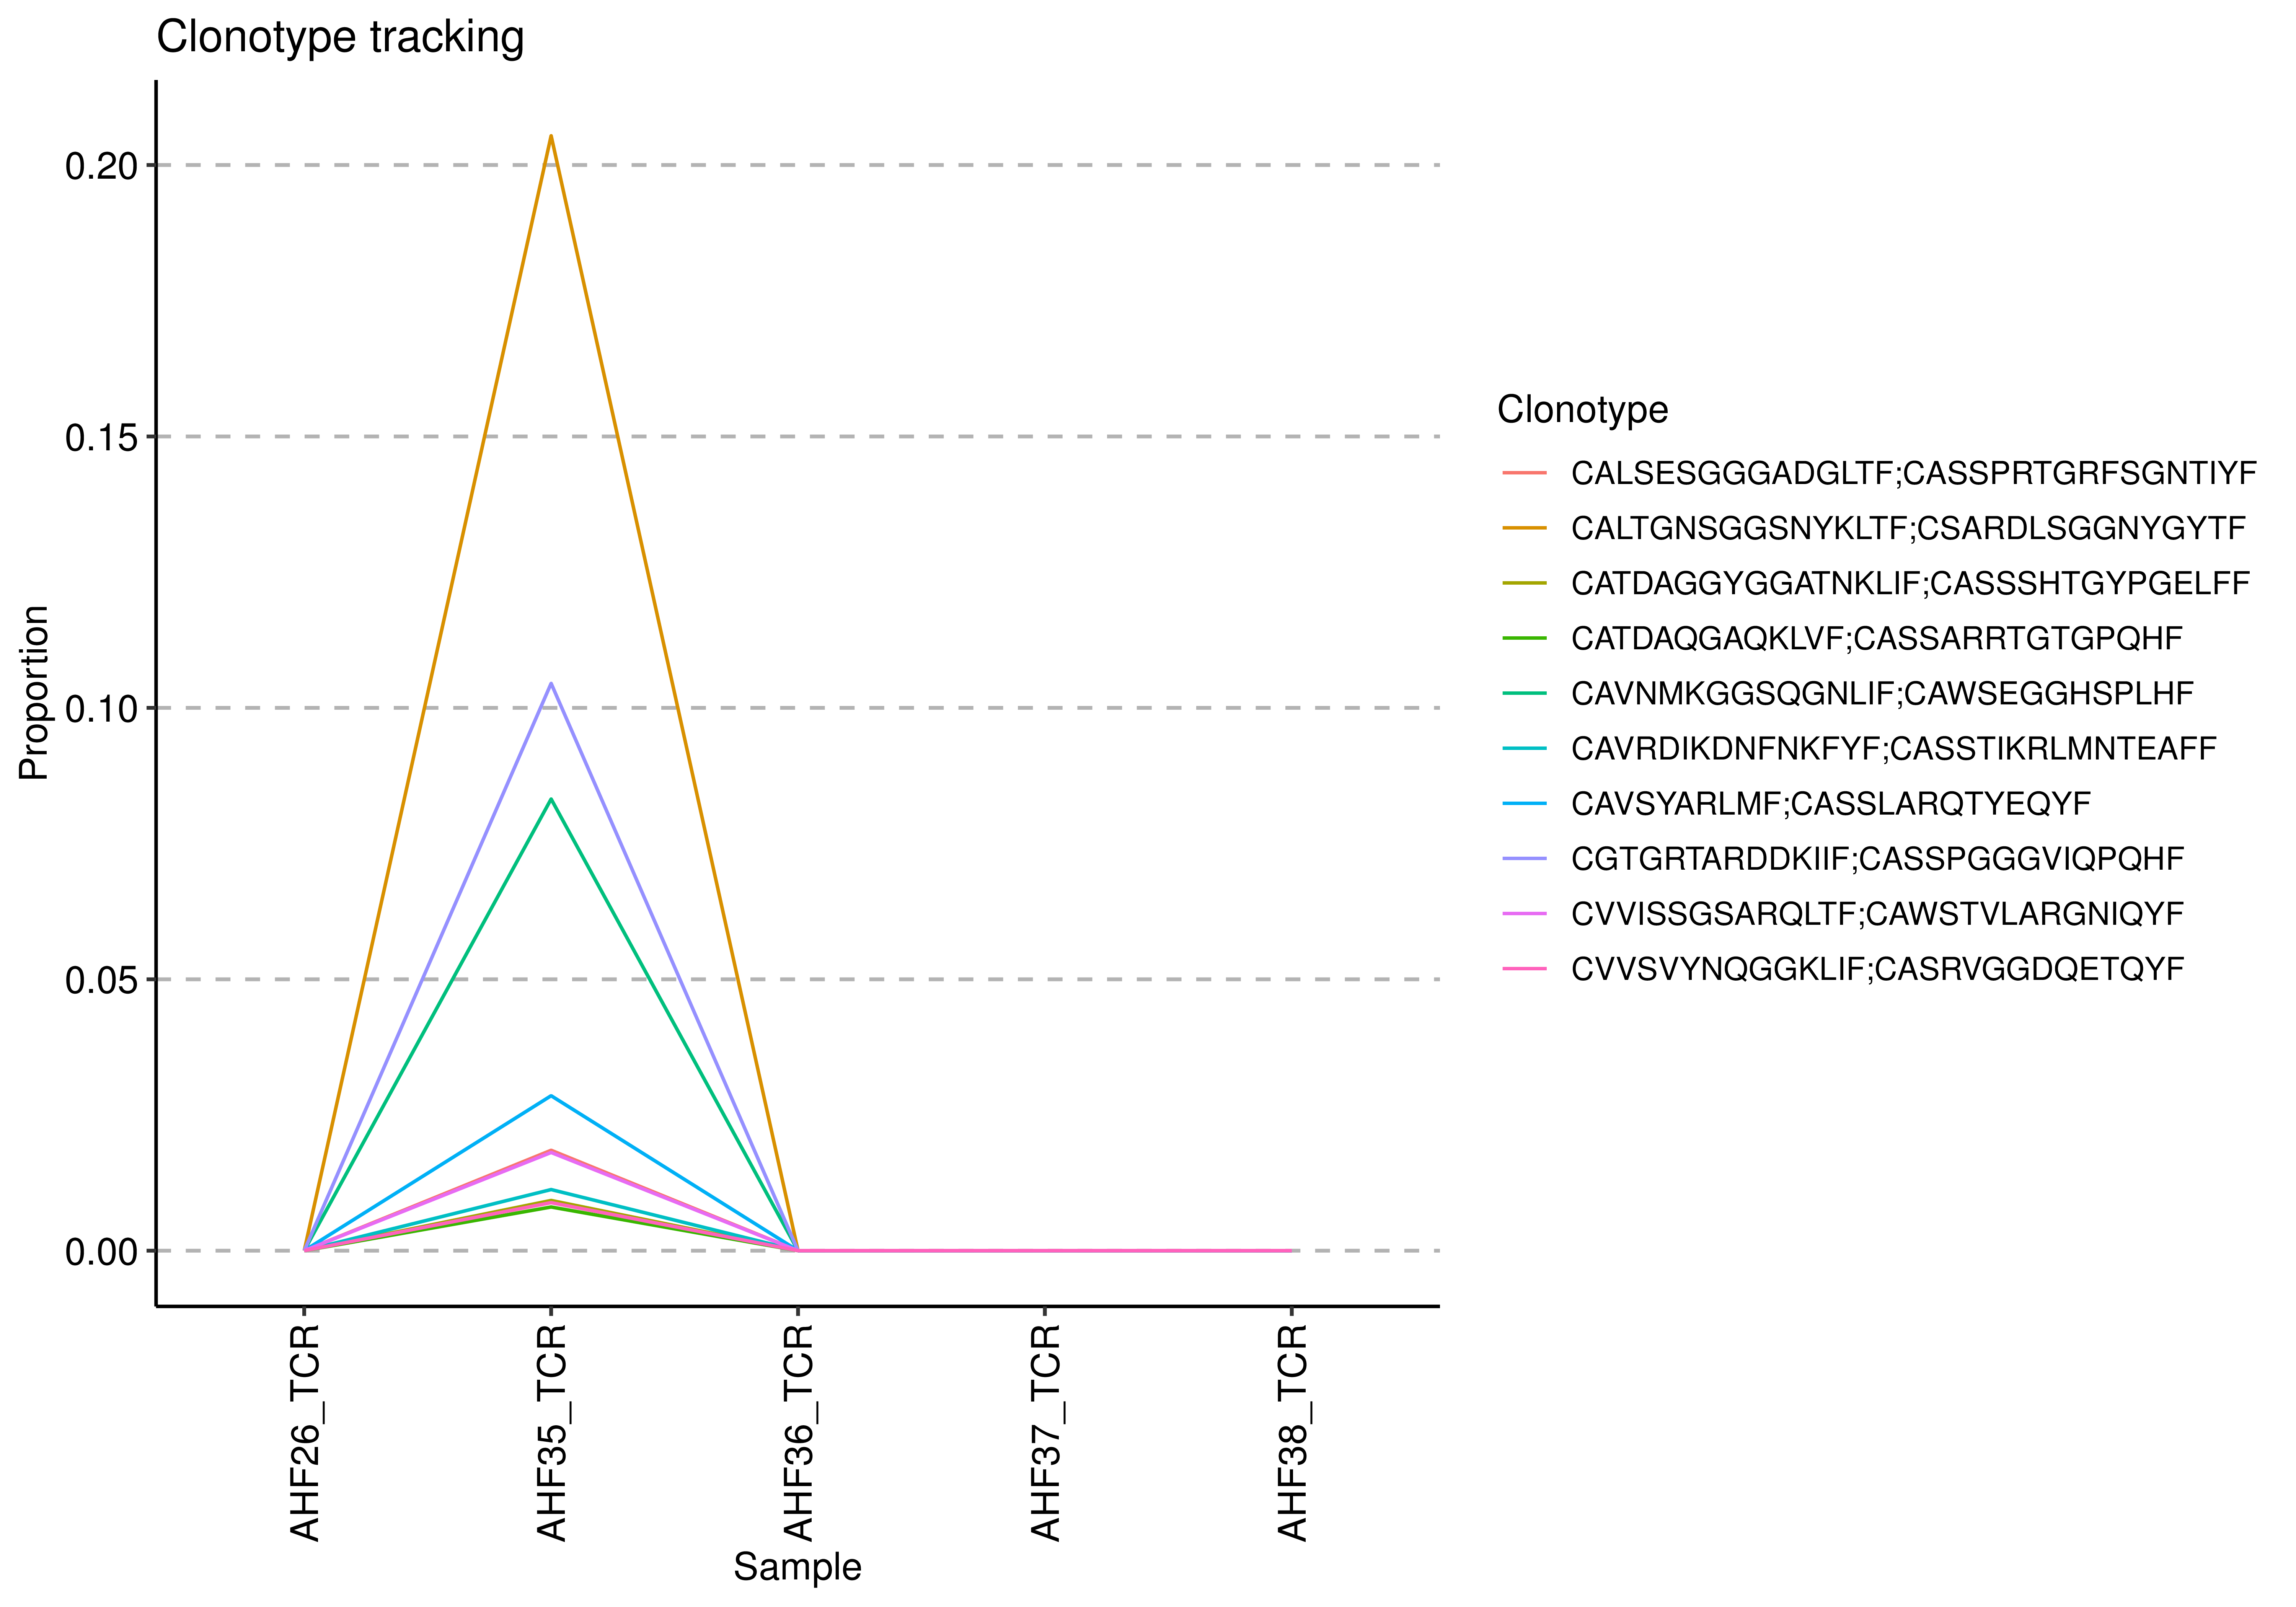 Clonotype tracking
0.20
0.15
0.10
0.05
0.00
Proportion
AHF26_TCR
AHF35_TCR
AHF36_TCR
AHF37_TCR
AHF38_TCR
Sample
Clonotype
CALSESGGGADGLTF;CASSPRTGRFSGNTIYF
CALTGNSGGSNYKLTF;CSARDLSGGNYGYTF
CATDAGGYGGATNKLIF;CASSSHTGYPGELFF
CATDAQGAQKLVF;CASSARRTGTGPQHF
CAVNMKGGSQGNLIF;CAWSEGGHSPLHF
CAVRDIKDNFNKFYF;CASSTIKRLMNTEAFF
CAVSYARLMF;CASSLARQTYEQYF
CGTGRTARDDKIIF;CASSPGGGVIQPQHF
CVVISSGSARQLTF;CAWSTVLARGNIQYF
CVVSVYNQGGKLIF;CASRVGGDQETQYF